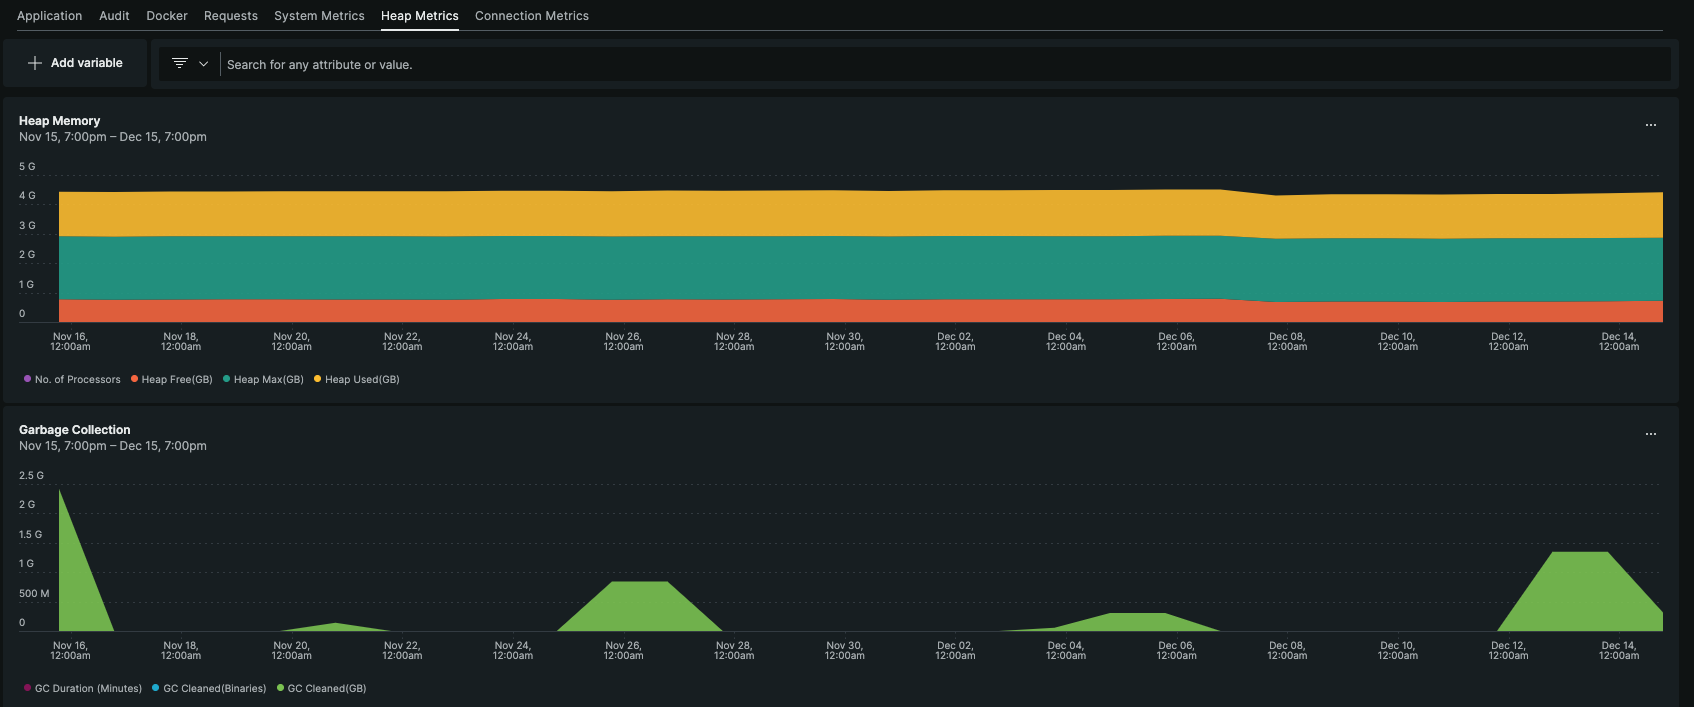 Application Audit Docker Requests System Metrics Heap Metrics Connection Metrics
Add variable
Search for any attribute or value.
Heap Memory
Nov 15, 7:00pm – Dec 15, 7:00pm
5 G
4 G
3 G
2 G
1 G
0
Nov 16, Nov 18, Nov 20, Nov 22, Nov 24, Nov 26, Nov 28, Nov 30, Dec 02, Dec 04, Dec 06, Dec 08, Dec 10, Dec 12, Dec 14,
12:00am 12:00am 12:00am 12:00am 12:00am 12:00am 12:00am 12:00am 12:00am 12:00am 12:00am 12:00am 12:00am 12:00am 12:00am
No. of Processors Heap Free(GB) Heap Max(GB) Heap Used(GB)
Garbage Collection
Nov 15, 7:00pm – Dec 15, 7:00pm
2.5 G
2 G
1.5 G
1 G
500 M
0
Nov 16, Nov 18, Nov 20, Nov 22, Nov 24, Nov 26, Nov 28, Nov 30, Dec 02, Dec 04, Dec 06, Dec 08, Dec 10, Dec 12, Dec 14,
12:00am 12:00am 12:00am 12:00am 12:00am 12:00am 12:00am 12:00am 12:00am 12:00am 12:00am 12:00am 12:00am 12:00am 12:00am
GC Duration (Minutes) GC Cleaned(Binaries) GC Cleaned(GB)